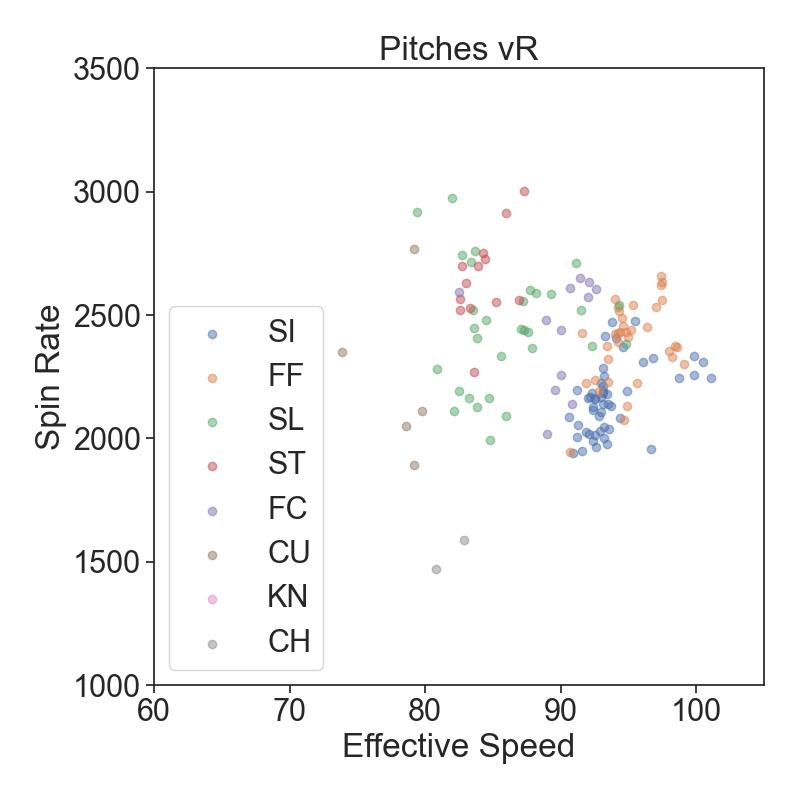 Pitches vR
3500
3000
2500
2000
1500
1000
Spin Rate
SI
FF
SL
ST
FC
CU
KN
CH
60
70
80
90
100
Effective Speed